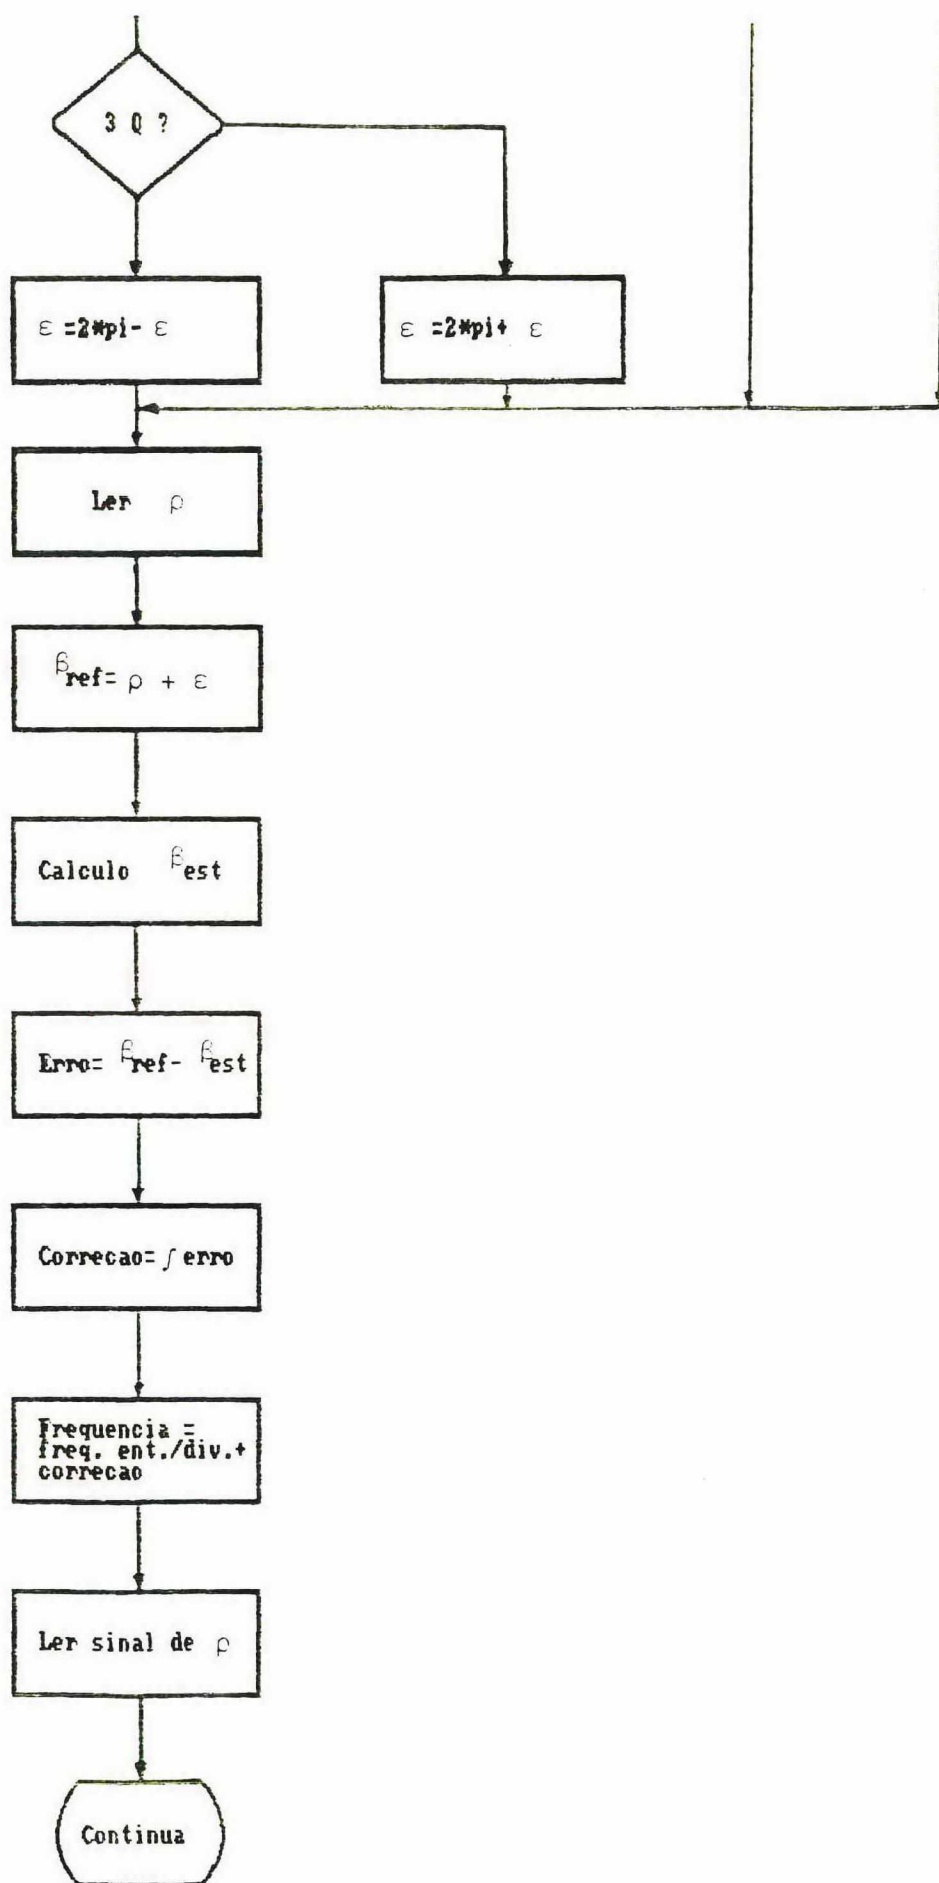 3 Q ?
ε =2*pi- ε
ε =2*pi+ ε
Ler ρ
βref= ρ + ε
Calculo βest
Erro= βref- βest
Correcao= ∫ erro
Frequencia =
freq. ent./div.+
correcao
Ler sinal de ρ
Continua